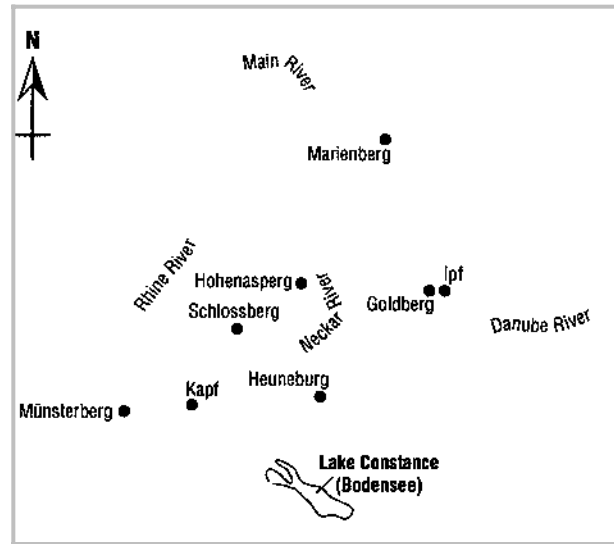 N
Main River
Marienberg
Rhine River
Hohenasperg
Neckar River
Ipf
Goldberg
Schlossberg
Danube River
Kapf
Heuneburg
Münsterberg
Lake Constance
(Bodensee)